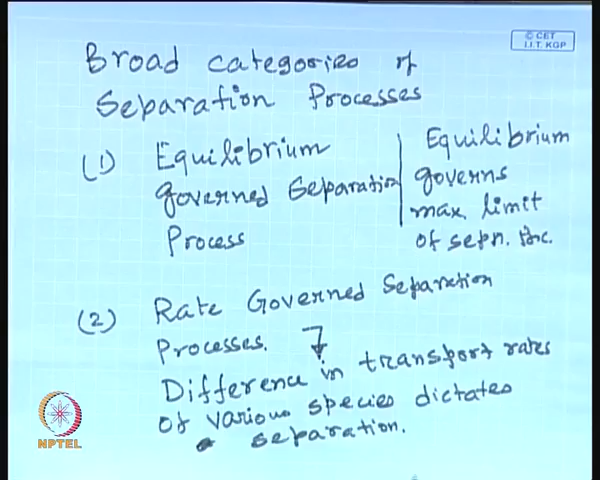 © CET
I.I.T. KGP
Broad categories of
Separation Processes
(1) Equilibrium
governed Separation
Process
Equilibrium
governs
max. limit
of sepn.
(2) Rate Governed Separation
Processes.
Difference in transport rates
of various species dictates
separation.
NPTEL